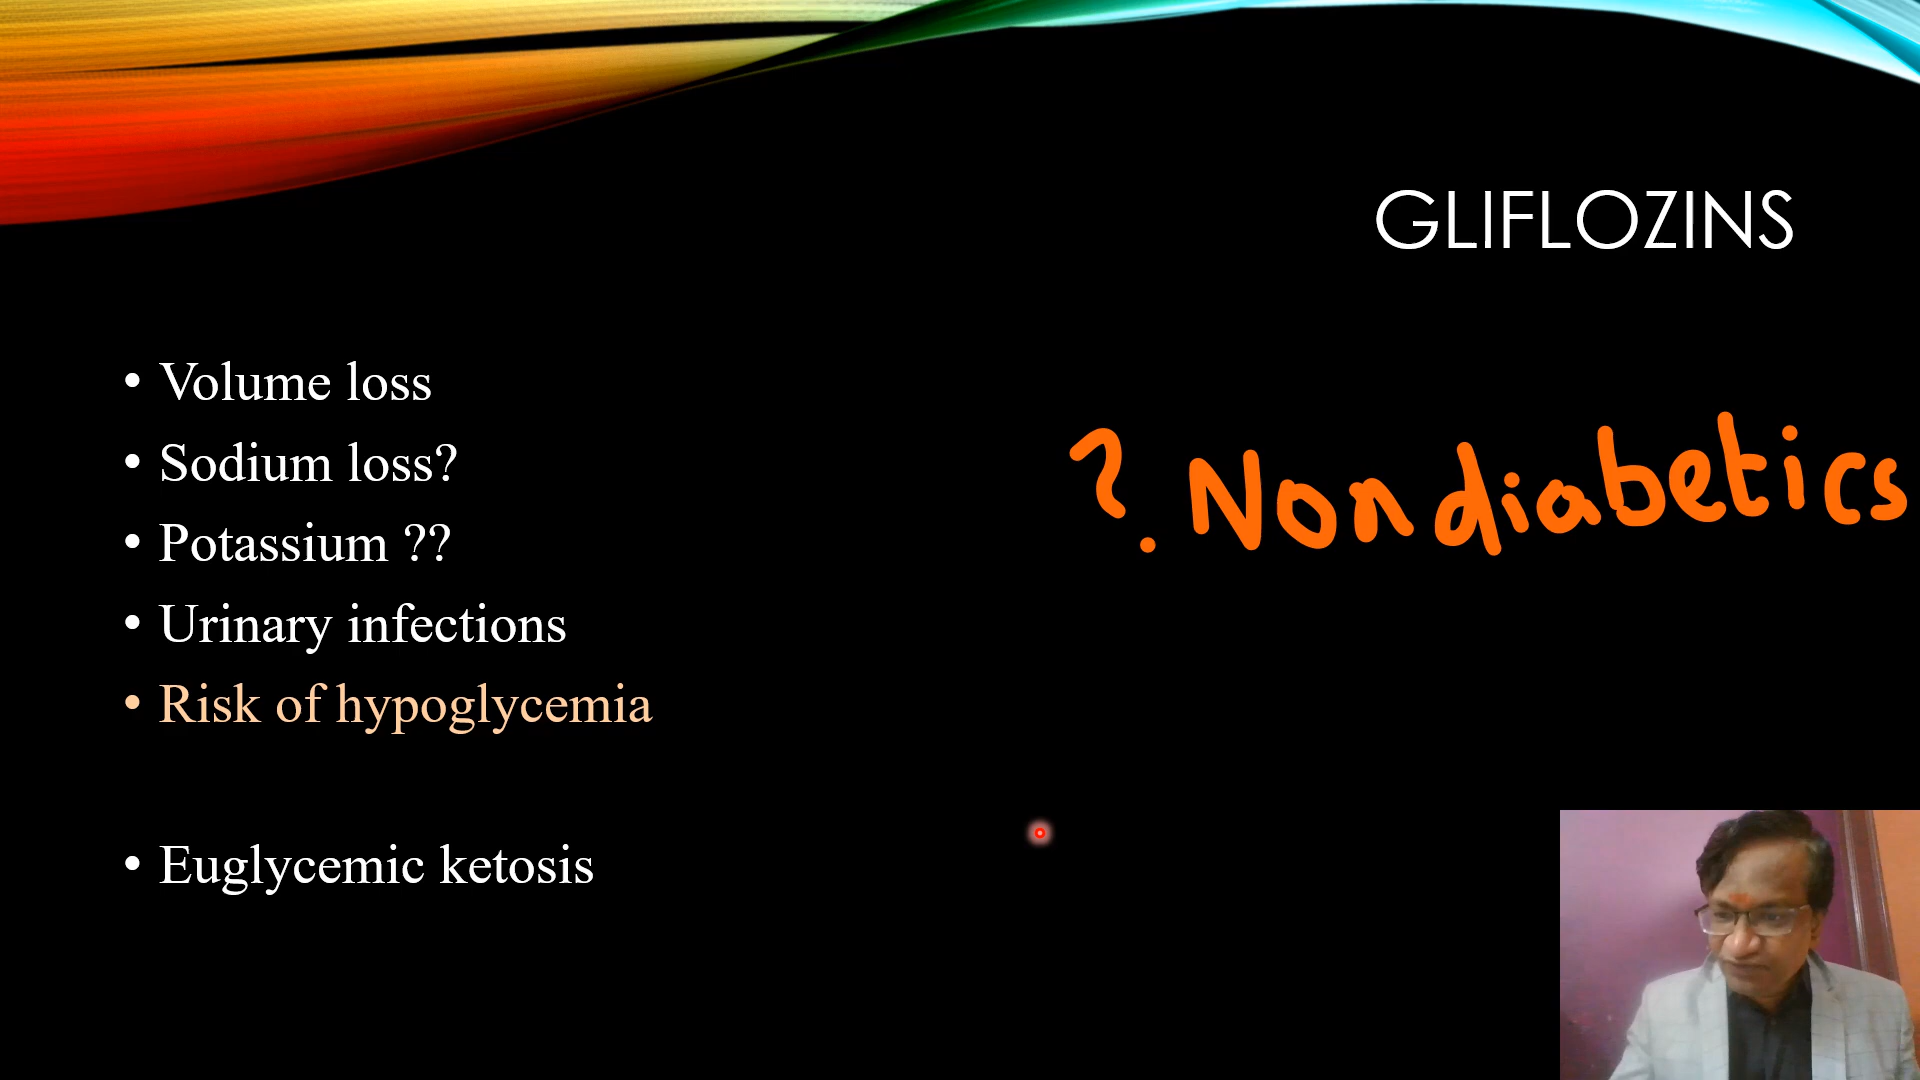 GLIFLOZINS
• Volume loss
• Sodium loss?
• Potassium ??
• Urinary infections
• Risk of hypoglycemia
• Euglycemic ketosis
? Nondiabetics